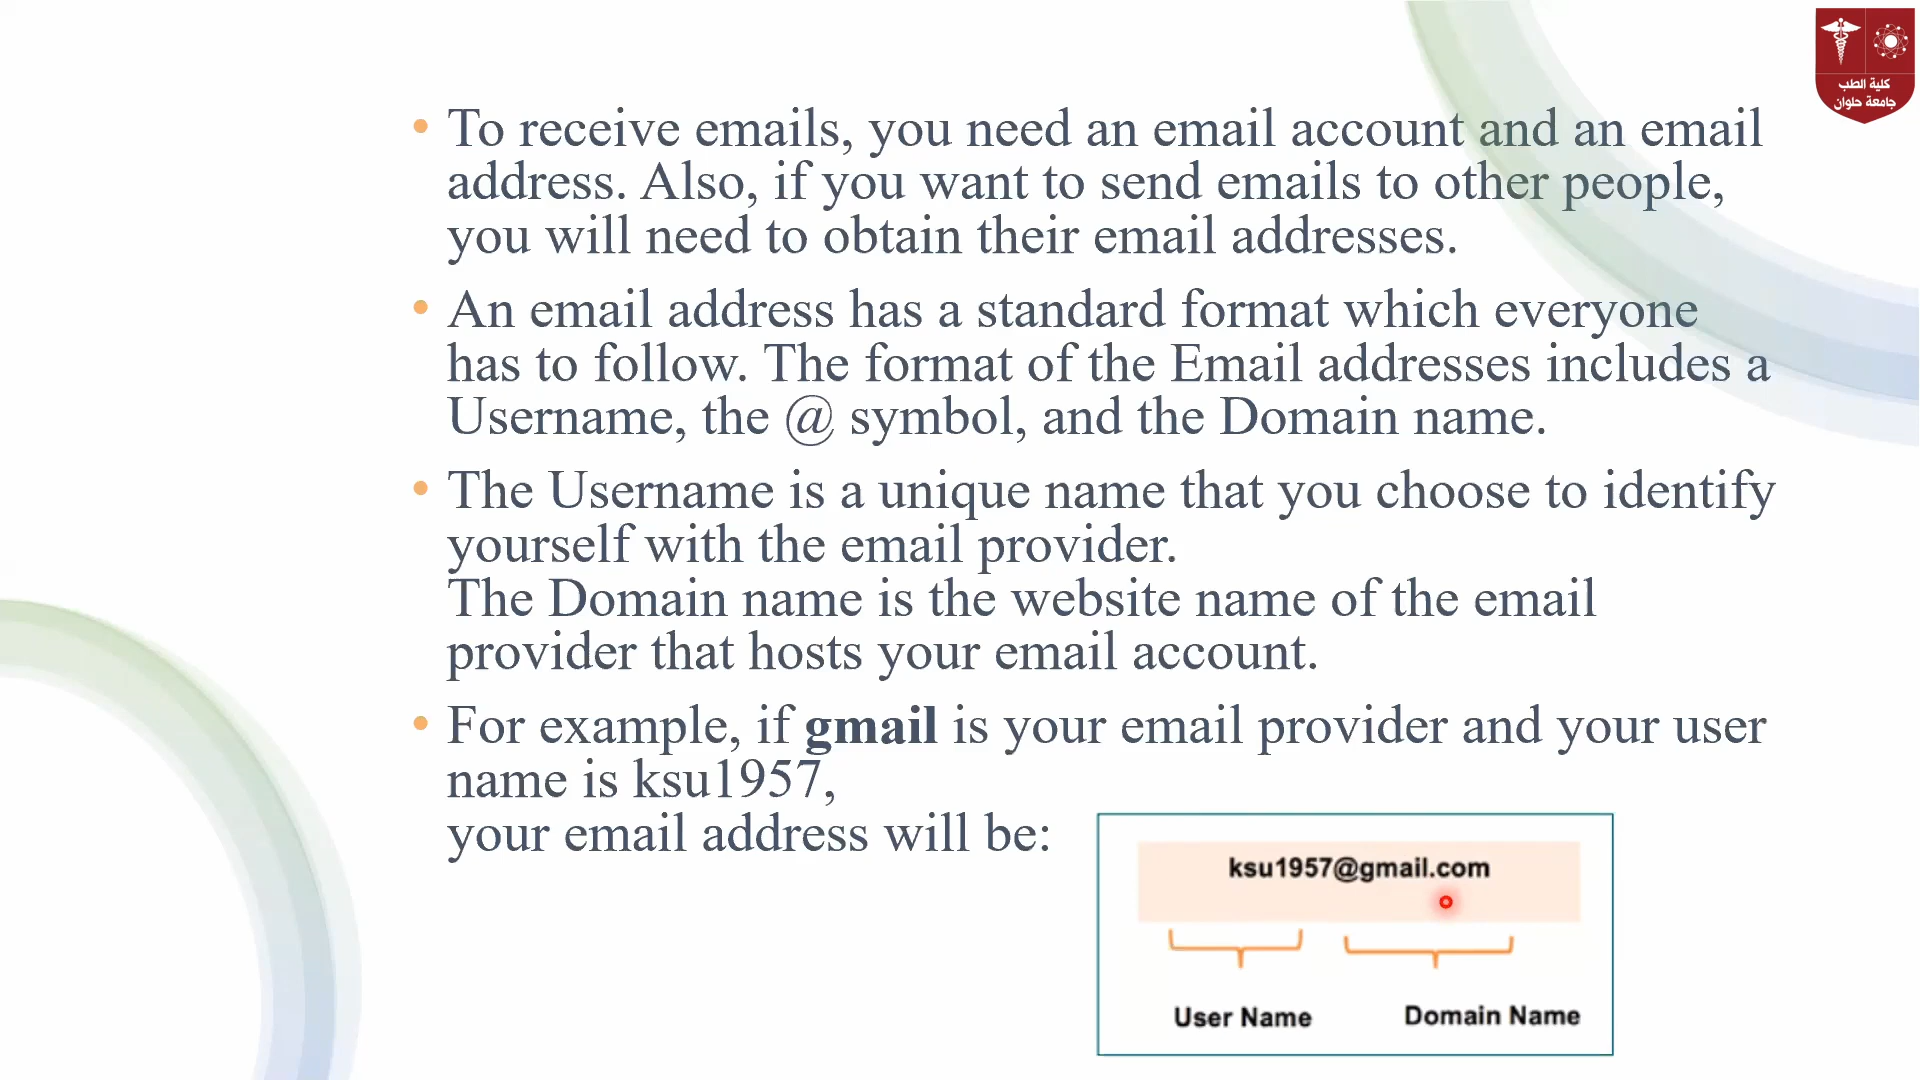 كلية الطب
جامعة حلوان
• To receive emails, you need an email account and an email
address. Also, if you want to send emails to other people,
you will need to obtain their email addresses.
• An email address has a standard format which everyone
has to follow. The format of the Email addresses includes a
Username, the @ symbol, and the Domain name.
• The Username is a unique name that you choose to identify
yourself with the email provider.
The Domain name is the website name of the email
provider that hosts your email account.
• For example, if gmail is your email provider and your user
name is ksu1957,
your email address will be:
ksu1957@gmail.com
User Name
Domain Name